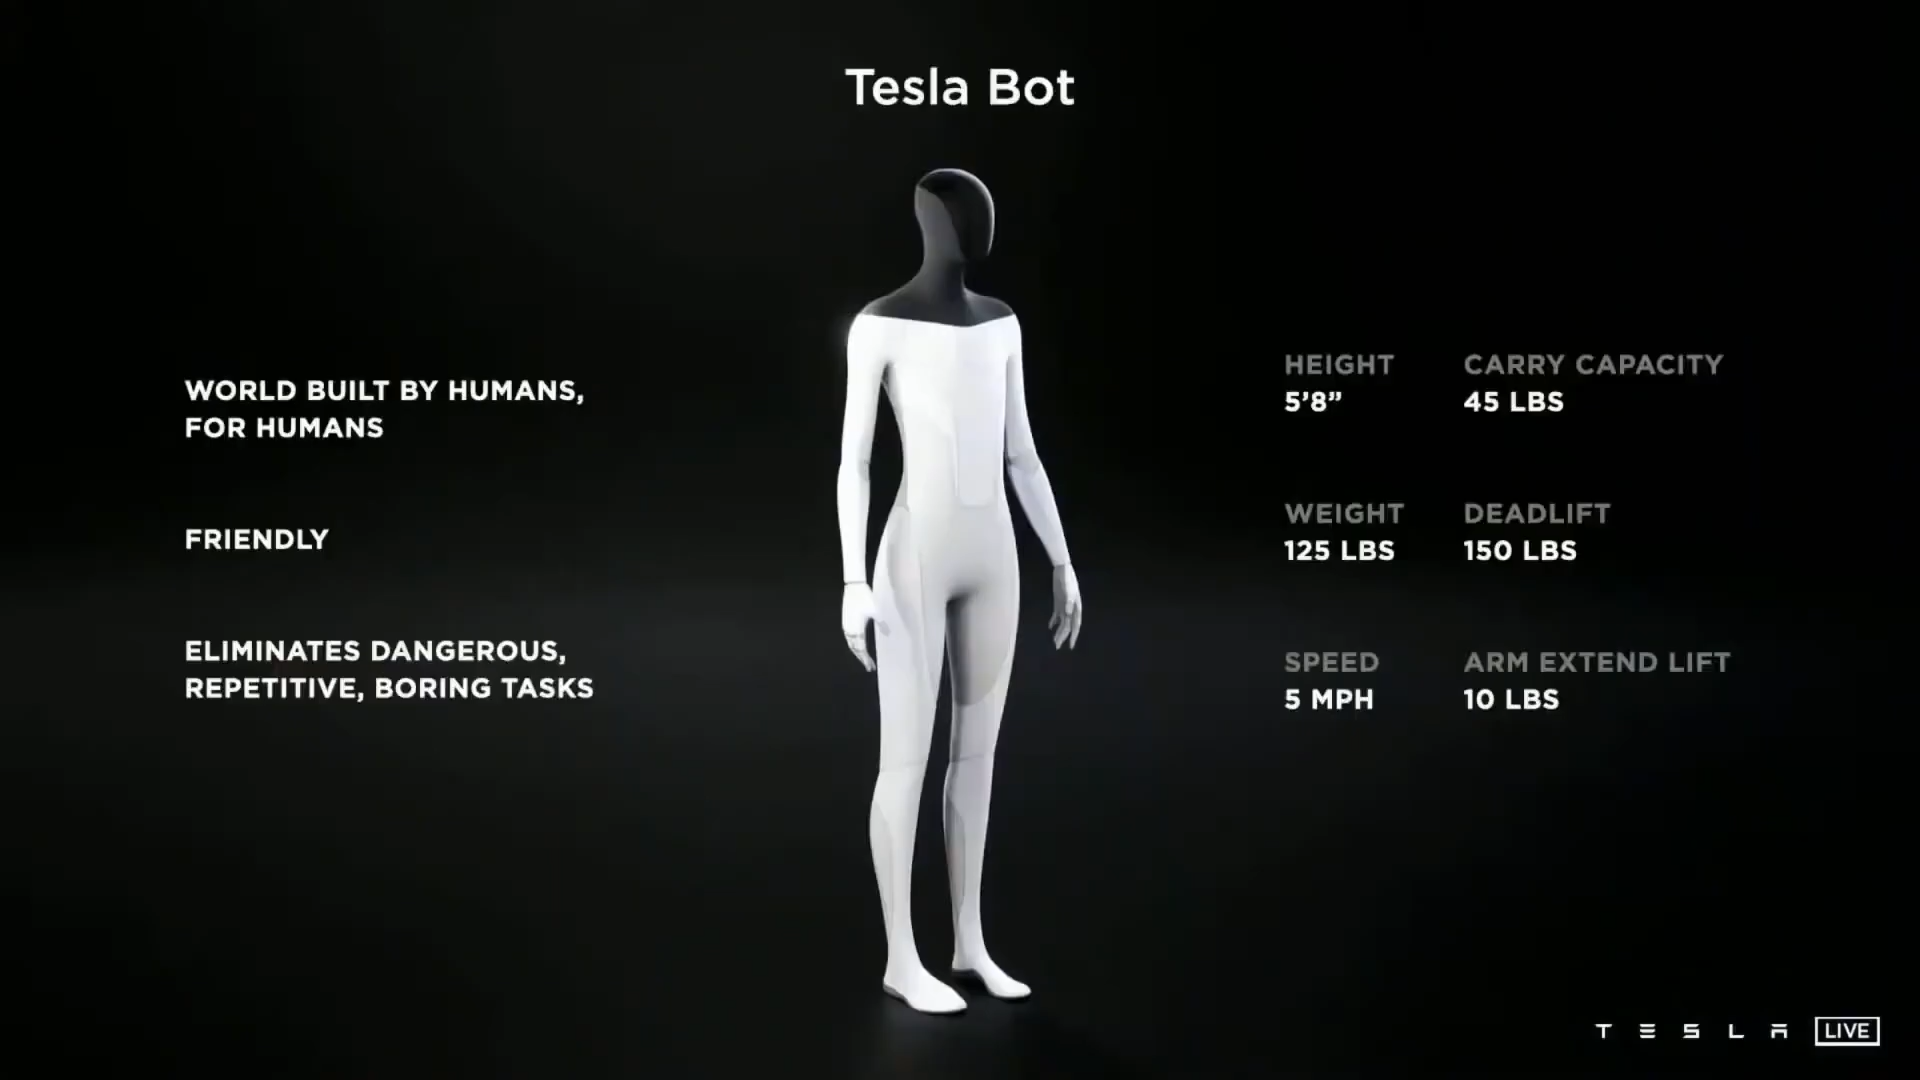 Tesla Bot
WORLD BUILT BY HUMANS,
FOR HUMANS
FRIENDLY
ELIMINATES DANGEROUS,
REPETITIVE, BORING TASKS
HEIGHT
5’8”
CARRY CAPACITY
45 LBS
WEIGHT
125 LBS
DEADLIFT
150 LBS
SPEED
5 MPH
ARM EXTEND LIFT
10 LBS
TESLA LIVE